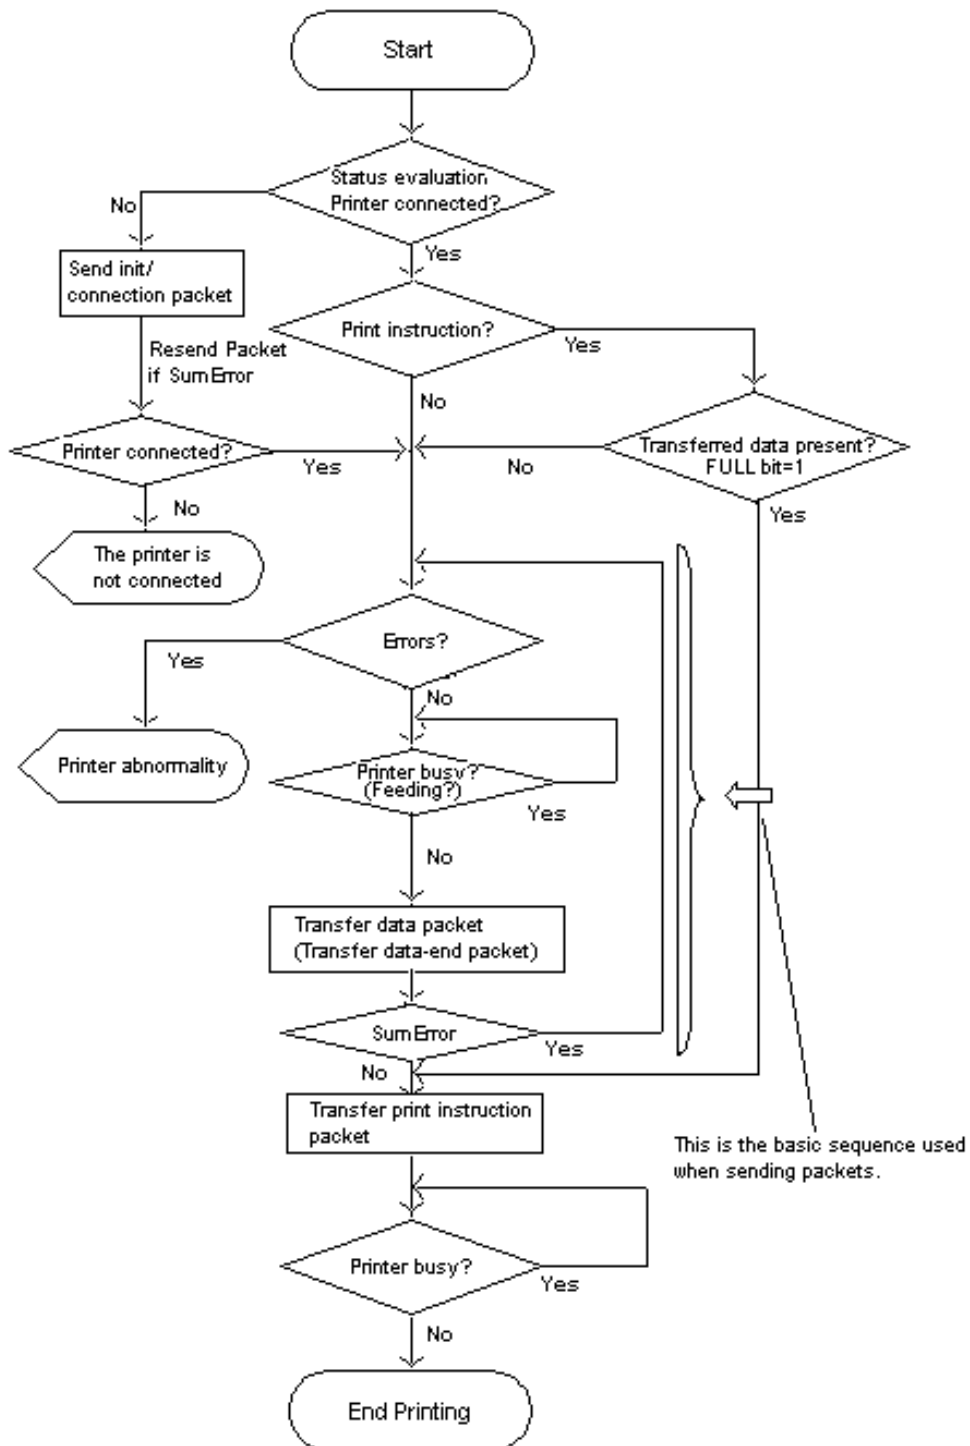 Start
Status evaluation
Printer connected?
No
Yes
Send init/
connection packet
Print instruction?
Yes
Resend Packet
if SumError
No
Printer connected?
Yes
No
Transferred data present?
FULL bit=1
No
Yes
The printer is
not connected
Errors?
Yes
No
Printer abnormality
Printer busy?
(Feeding?)
Yes
No
Transfer data packet
(Transfer data-end packet)
SumError
Yes
No
Transfer print instruction
packet
This is the basic sequence used
when sending packets.
Printer busy?
Yes
No
End Printing